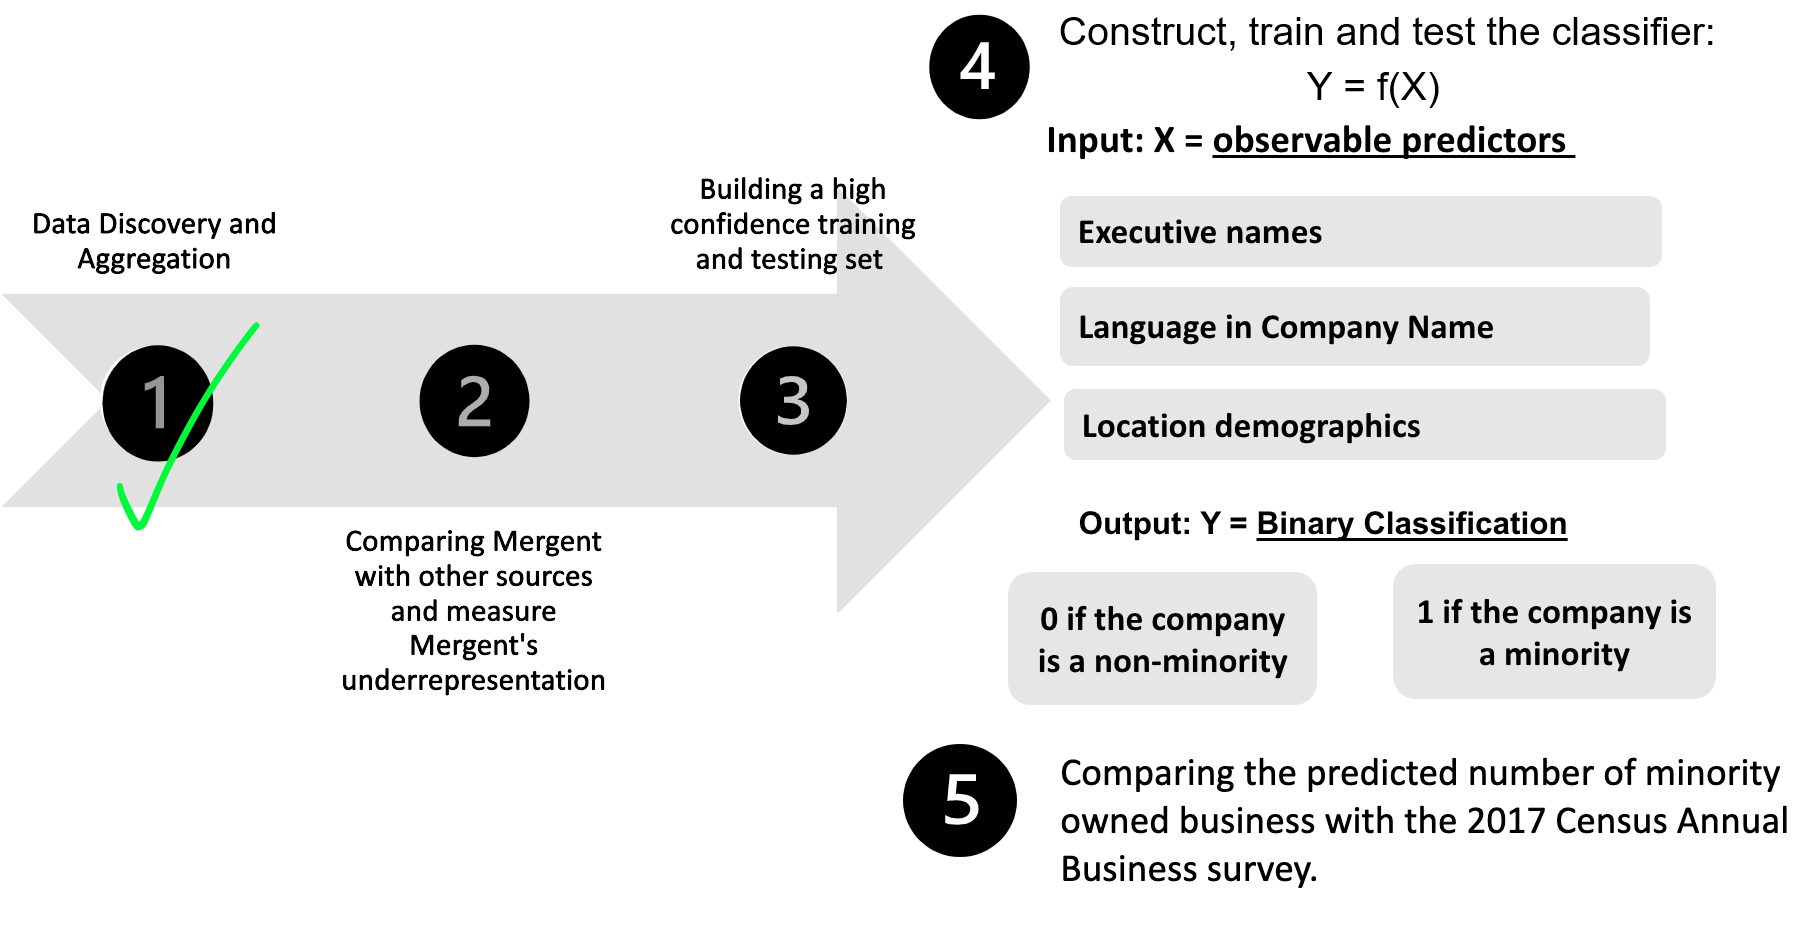 Data Discovery and
Aggregation
1
2
Comparing Mergent
with other sources
and measure
Mergent's
underrepresentation
Building a high
confidence training
and testing set
3
4
Construct, train and test the classifier:
Y = f(X)
Input: X = observable predictors
Executive names
Language in Company Name
Location demographics
Output: Y = Binary Classification
0 if the company
is a non-minority
1 if the company is
a minority
5
Comparing the predicted number of minority
owned business with the 2017 Census Annual
Business survey.